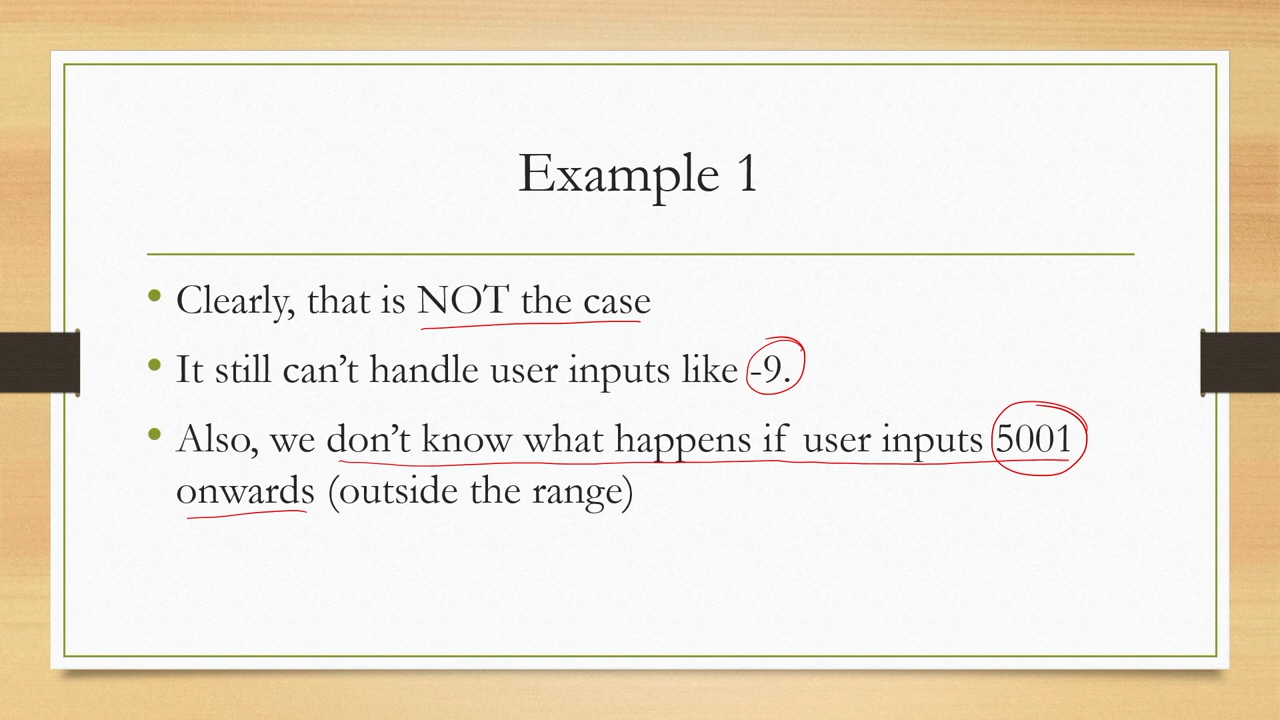 Example 1
• Clearly, that is NOT the case
• It still can’t handle user inputs like -9.
• Also, we don’t know what happens if user inputs 5001
onwards (outside the range)